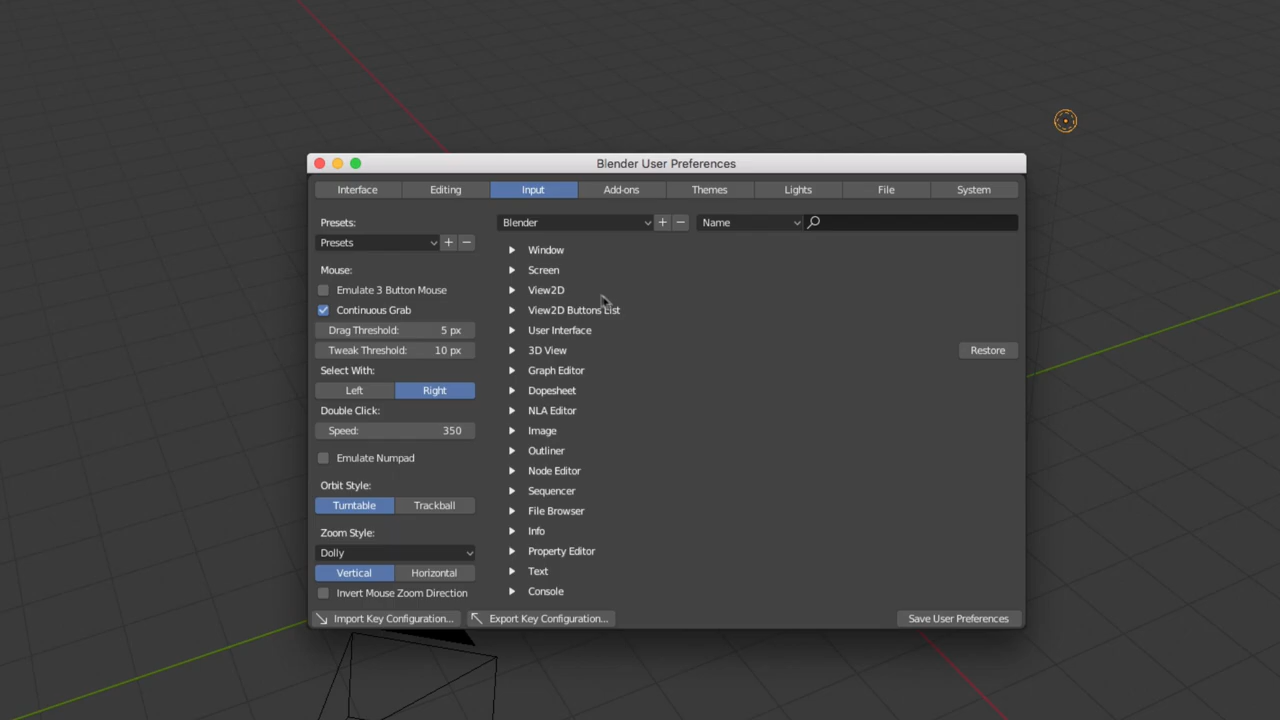 Blender User Preferences
Interface Editing Input Add-ons Themes Lights File System
Presets:
Presets
Mouse:
Emulate 3 Button Mouse
Continuous Grab
Drag Threshold: 5 px
Tweak Threshold: 10 px
Select With:
Left Right
Double Click:
Speed: 350
Emulate Numpad
Orbit Style:
Turntable Trackball
Zoom Style:
Dolly
Vertical Horizontal
Invert Mouse Zoom Direction
Blender Name
Window
Screen
View2D
View2D Buttons List
User Interface
3D View
Restore
Graph Editor
Dopesheet
NLA Editor
Image
Outliner
Node Editor
Sequencer
File Browser
Info
Property Editor
Text
Console
Import Key Configuration... Export Key Configuration... Save User Preferences